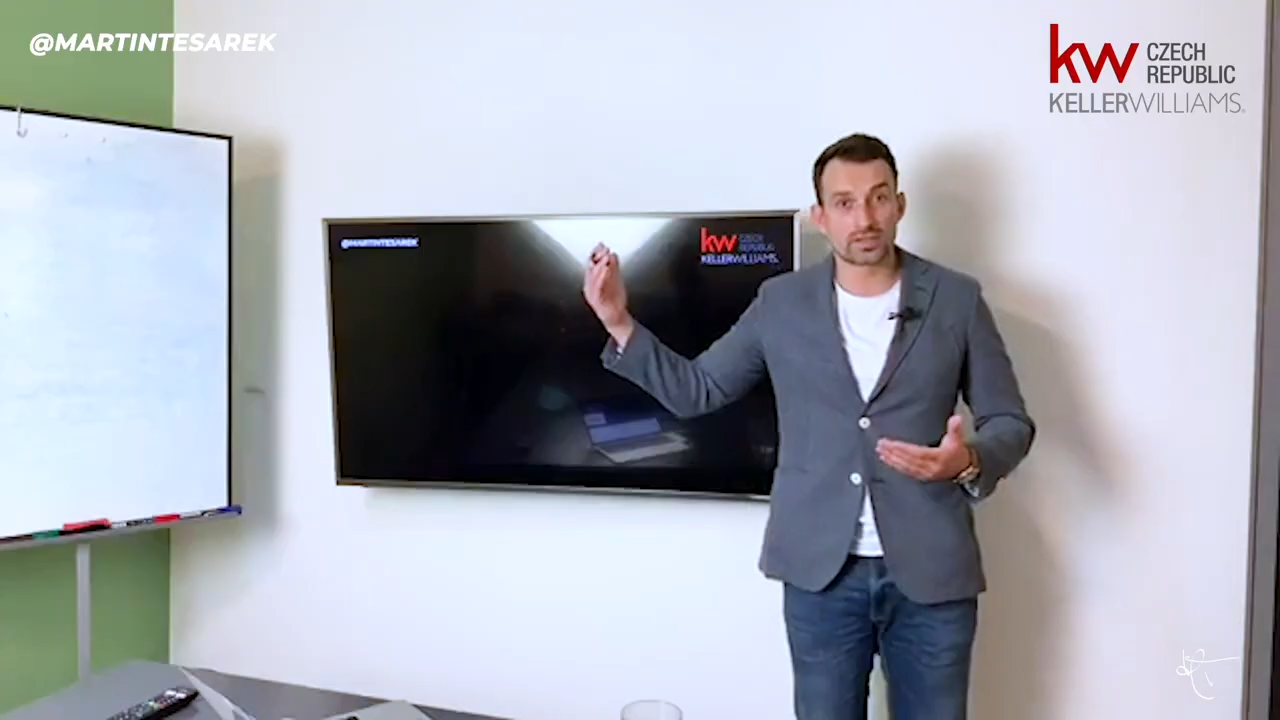 @MARTINTESAREK
kw CZECH
REPUBLIC
KELLERWILLIAMS.
@MARTINTESAREK
kw CZECH
REPUBLIC
KELLERWILLIAMS.